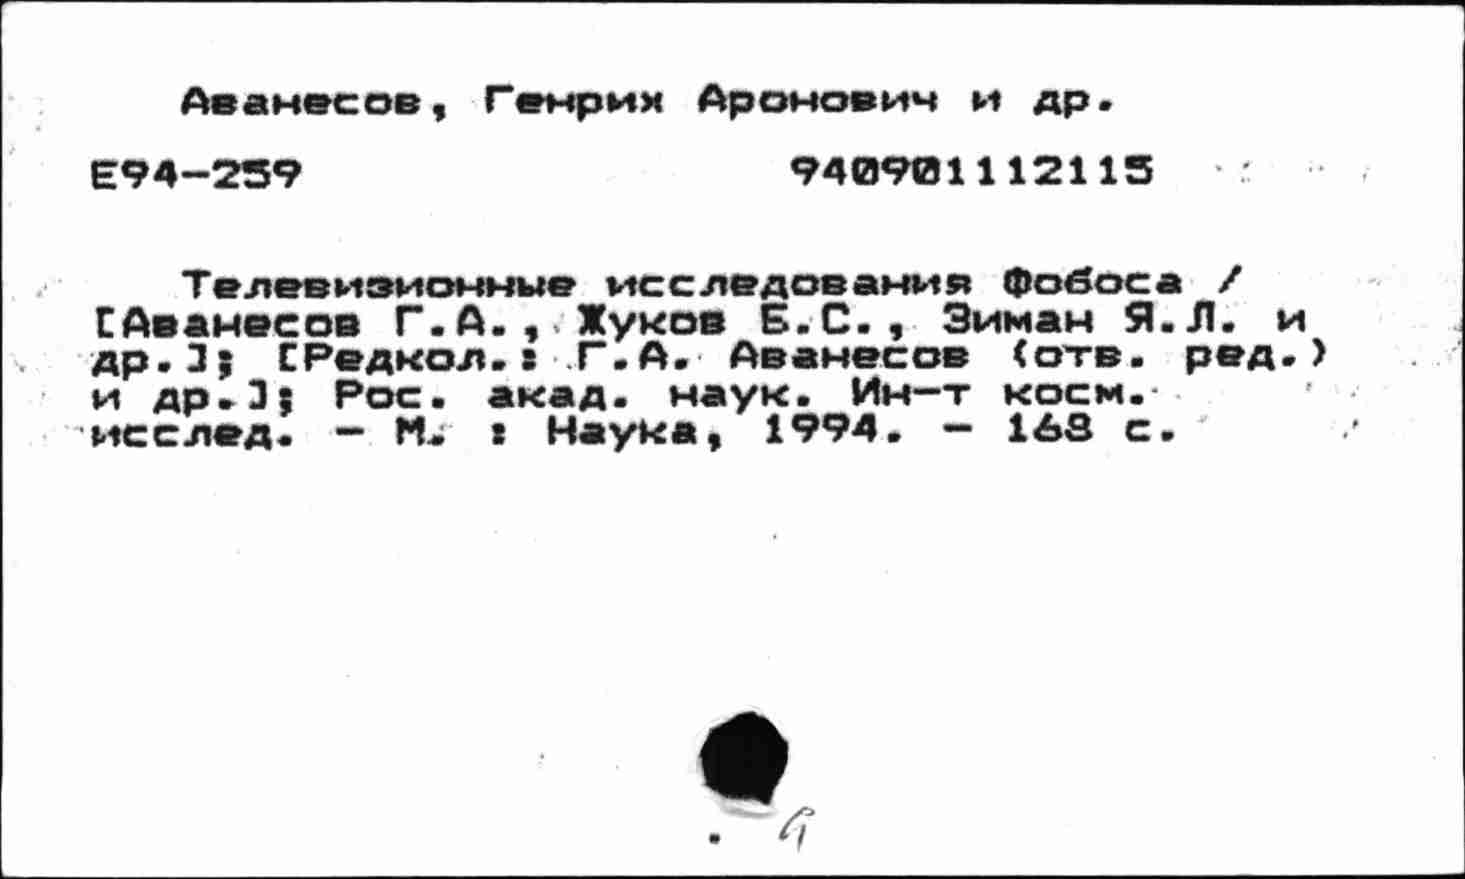 Аванесов, Генрих Аронович и др.
Е94-259 940901112115
Телевизионные исследования Фобоса /
[Аванесов Г.А., Жуков Б.С., Зиман Я.Л. и
др.]; [Редкол.: Г.А. Аванесов (отв. ред.)
и др.]; Рос. акад. наук. Ин-т косм.
исслед. - М. : Наука, 1994. - 168 с.